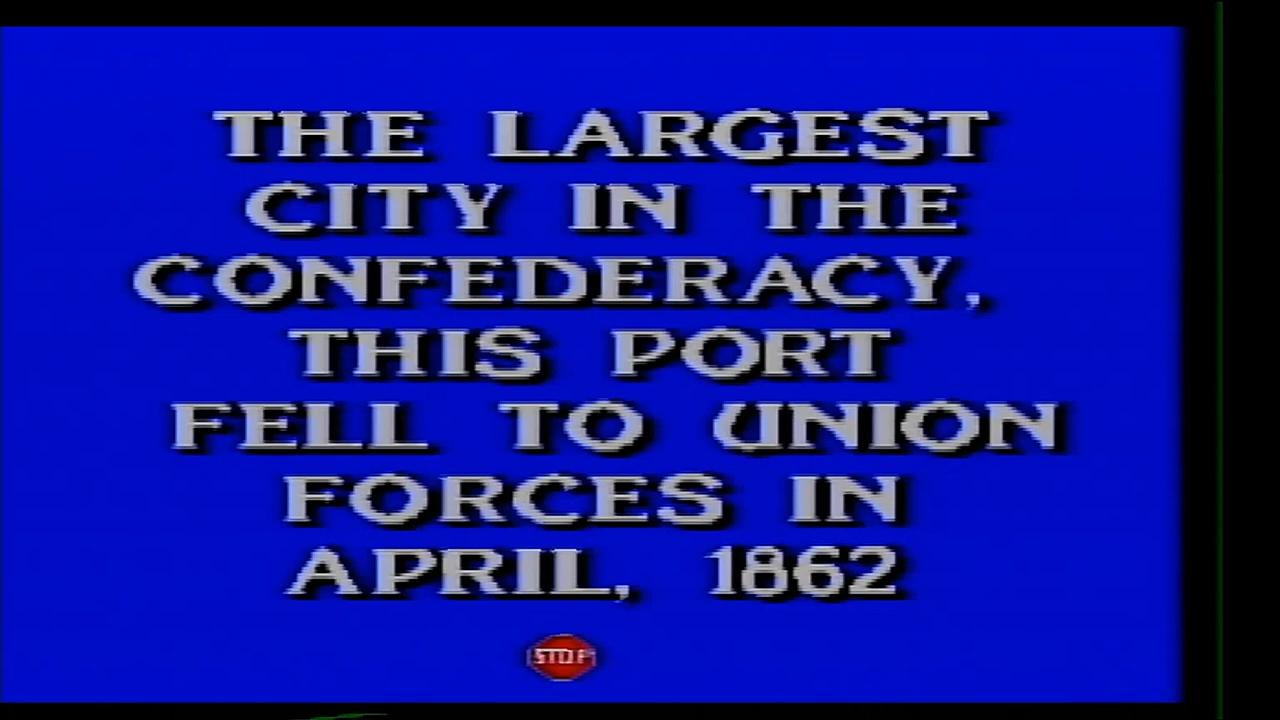 THE LARGEST
CITY IN THE
CONFEDERACY,
THIS PORT
FELL TO UNION
FORCES IN
APRIL, 1862
STOP